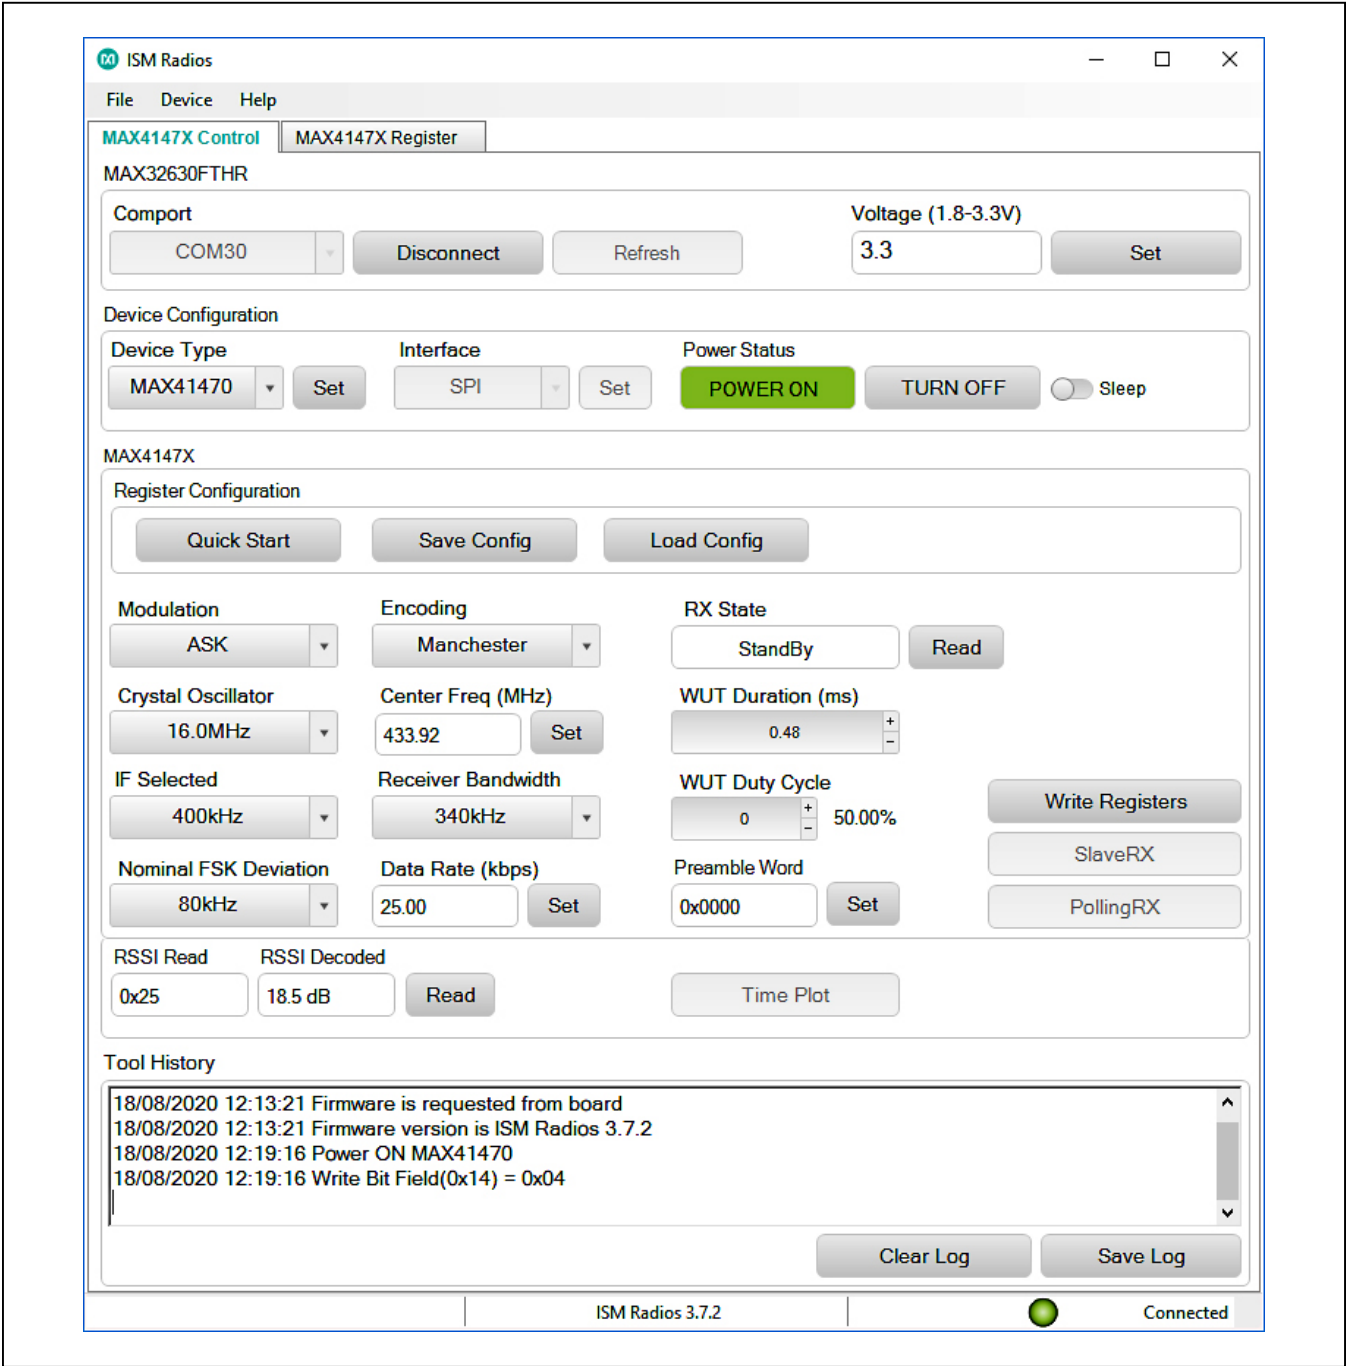 ISM Radios
File Device Help
MAX4147X Control MAX4147X Register
MAX32630FTHR
Comport Voltage (1.8-3.3V)
COM30 Disconnect Refresh 3.3 Set
Device Configuration
Device Type Interface Power Status
MAX41470 Set SPI Set POWER ON TURN OFF Sleep
MAX4147X
Register Configuration
Quick Start Save Config Load Config
Modulation Encoding RX State
ASK Manchester StandBy Read
Crystal Oscillator Center Freq (MHz) WUT Duration (ms)
16.0MHz 433.92 Set 0.48 + −
IF Selected Receiver Bandwidth WUT Duty Cycle
400kHz 340kHz 0 + − 50.00% Write Registers
SlaveRX
Nominal FSK Deviation Data Rate (kbps) Preamble Word
80kHz 25.00 Set 0x0000 Set PollingRX
RSSI Read RSSI Decoded
0x25 18.5 dB Read Time Plot
Tool History
18/08/2020 12:13:21 Firmware is requested from board
18/08/2020 12:13:21 Firmware version is ISM Radios 3.7.2
18/08/2020 12:19:16 Power ON MAX41470
18/08/2020 12:19:16 Write Bit Field(0x14) = 0x04
Clear Log Save Log
ISM Radios 3.7.2 Connected